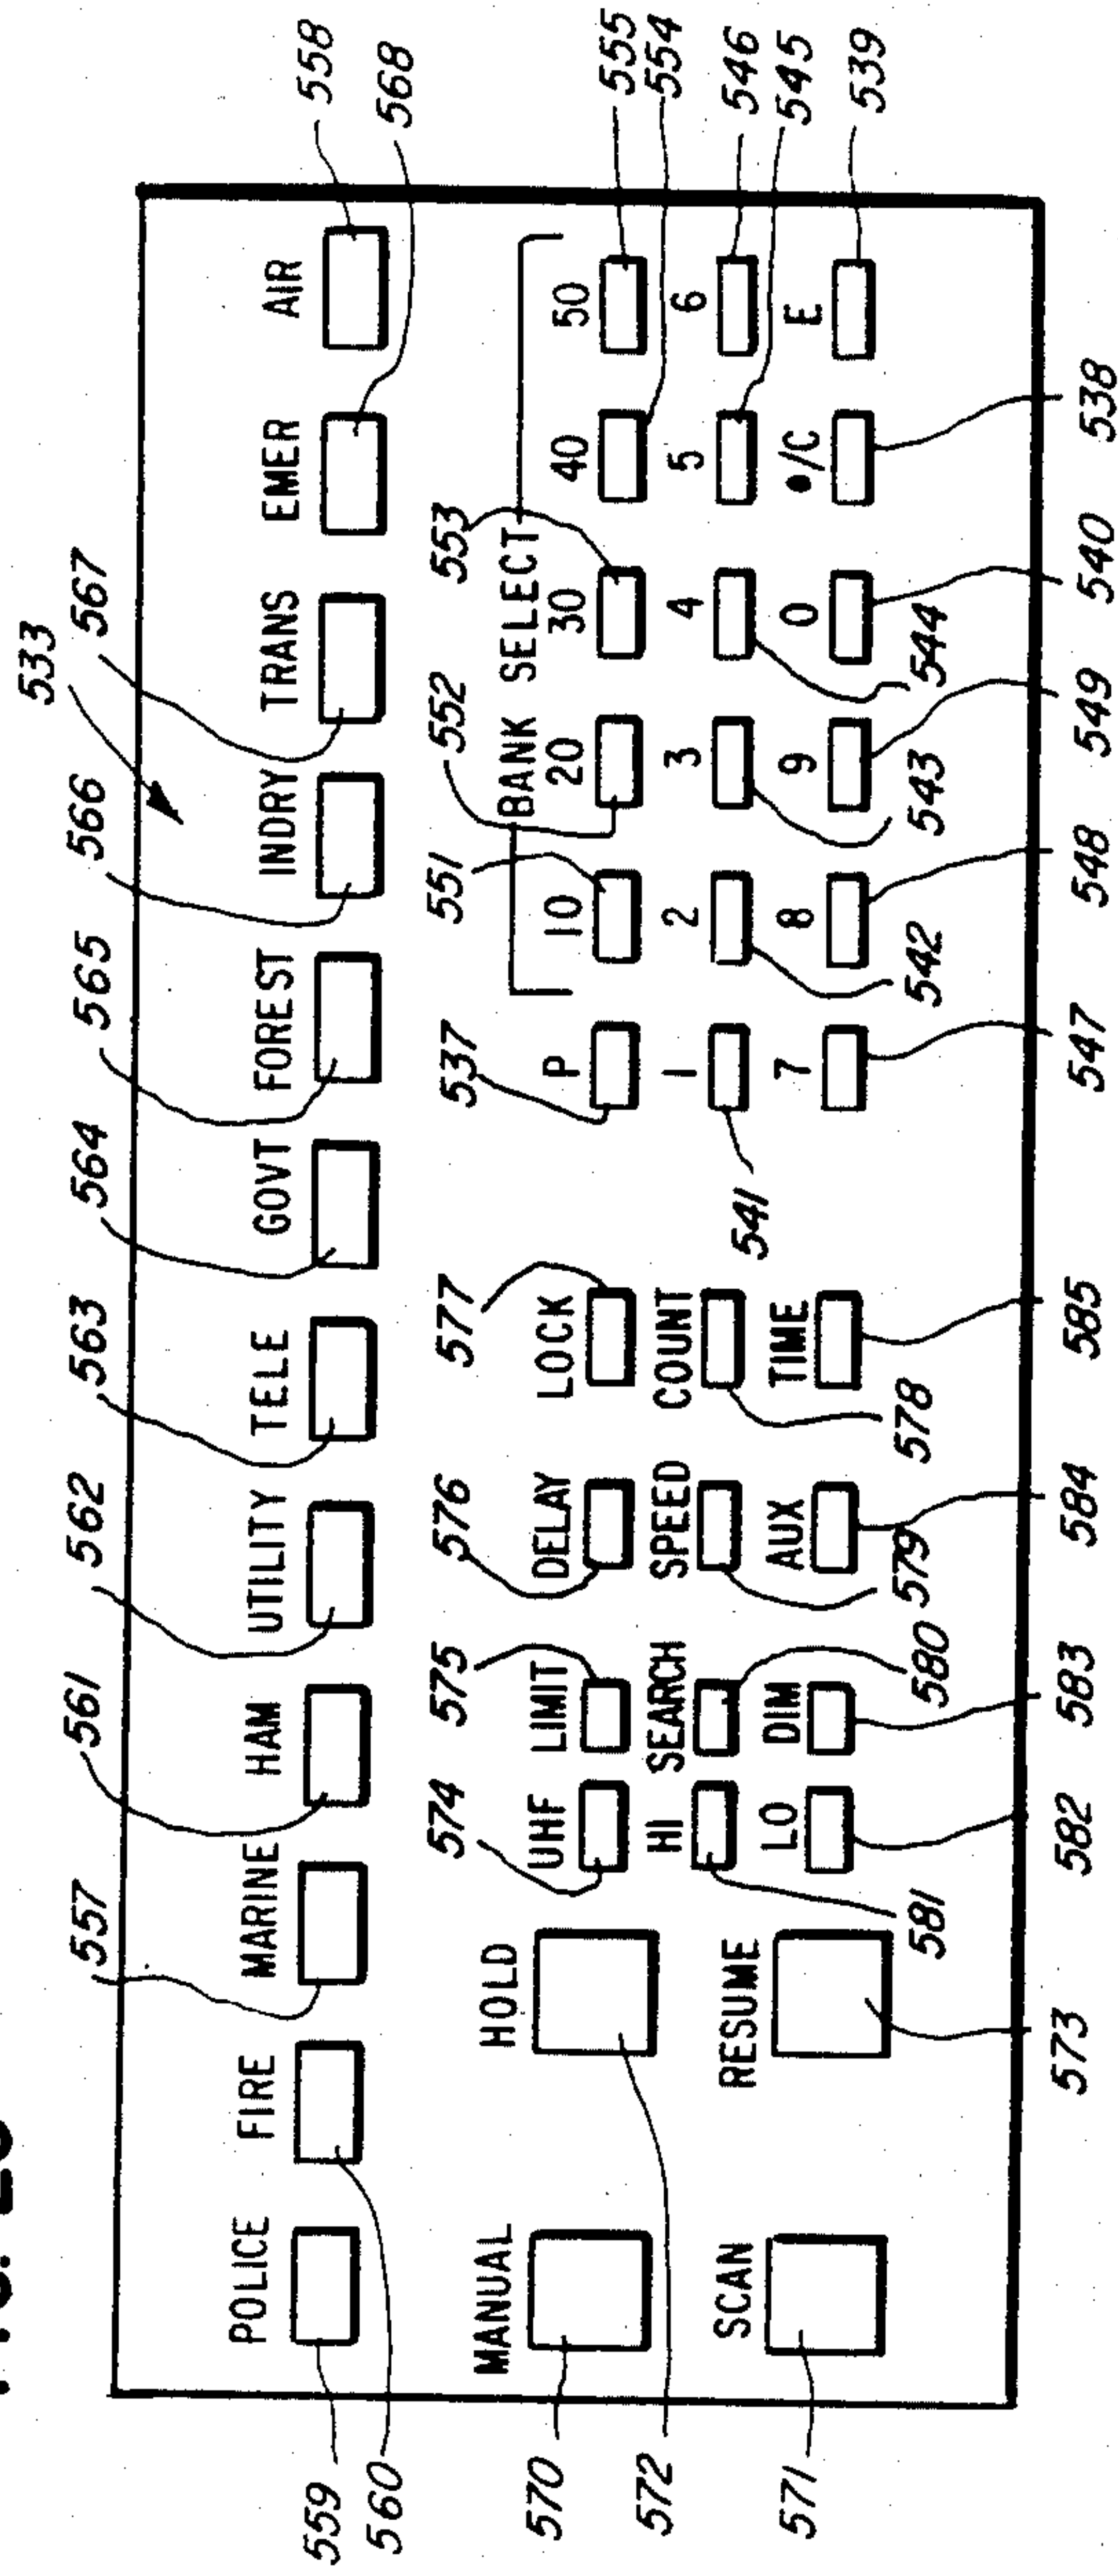 533
557 561 562 563 564 565 566 567
558
568
POLICE FIRE MARINE HAM UTILITY TELE GOVT FOREST INDRY TRANS EMER AIR
559
560
574 575 576 577 537 551 552 553
BANK SELECT
MANUAL HOLD UHF LIMIT DELAY LOCK P 10 20 30 40 50
570
572
555
554
HI SEARCH SPEED COUNT 1 2 3 4 5 6
546
545
541
SCAN RESUME LO DIM AUX TIME 7 8 9 0 •/C E
571
539
581 580 579 578 542 543 544
573 582 583 584 585 547 548 549 540 538